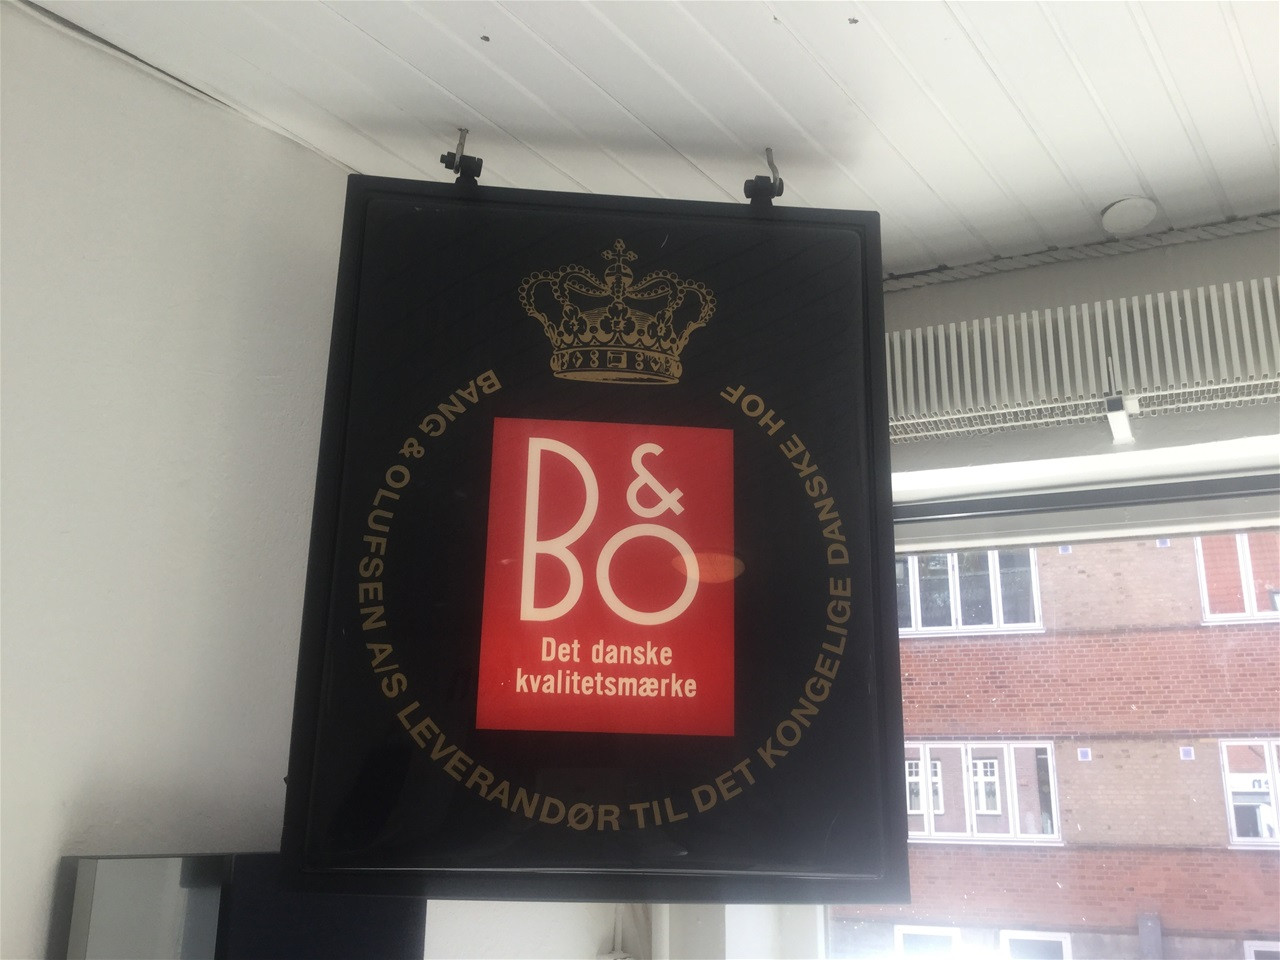 BANG & OLUFSEN A/S LEVERANDØR TIL DET KONGELIGE DANSKE HOF
B&O
Det danske
kvalitetsmærke